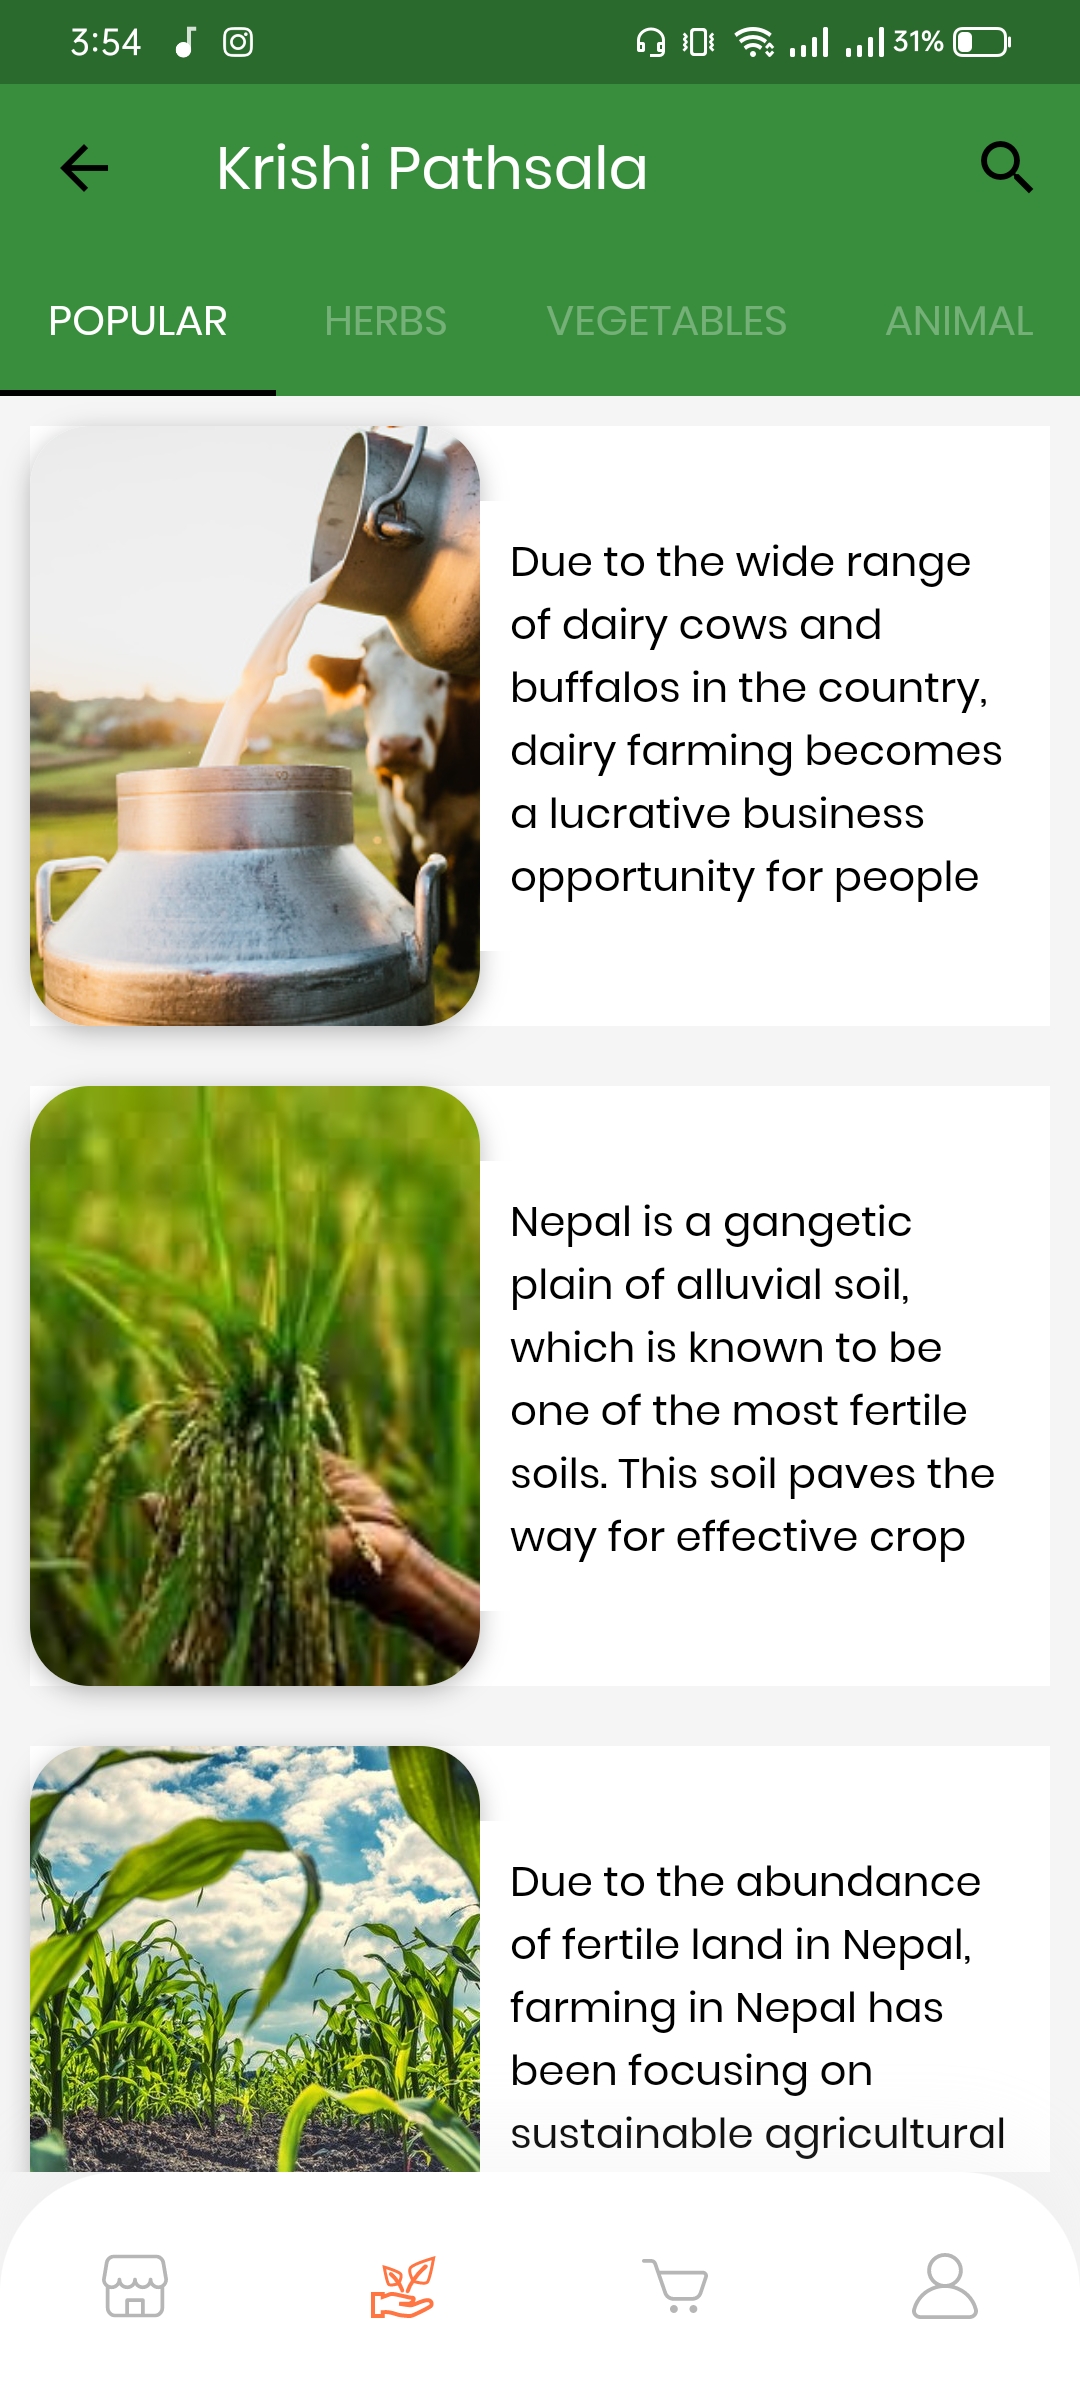 3:54
31%
Krishi Pathsala
POPULAR
HERBS
VEGETABLES
ANIMAL
Due to the wide range
of dairy cows and
buffalos in the country,
dairy farming becomes
a lucrative business
opportunity for people
Nepal is a gangetic
plain of alluvial soil,
which is known to be
one of the most fertile
soils. This soil paves the
way for effective crop
Due to the abundance
of fertile land in Nepal,
farming in Nepal has
been focusing on
sustainable agricultural